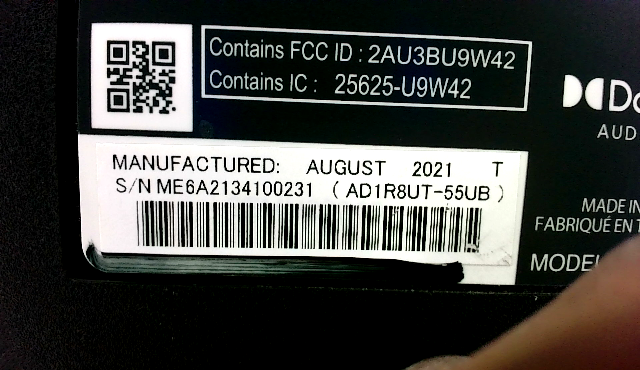 Contains FCC ID : 2AU3BU9W42
Contains IC : 25625-U9W42
AUD
MANUFACTURED: AUGUST 2021 T
S/N ME6A2134100231 ( AD1R8UT-55UB )
MADE IN
FABRIQUÉ EN T
MODEL